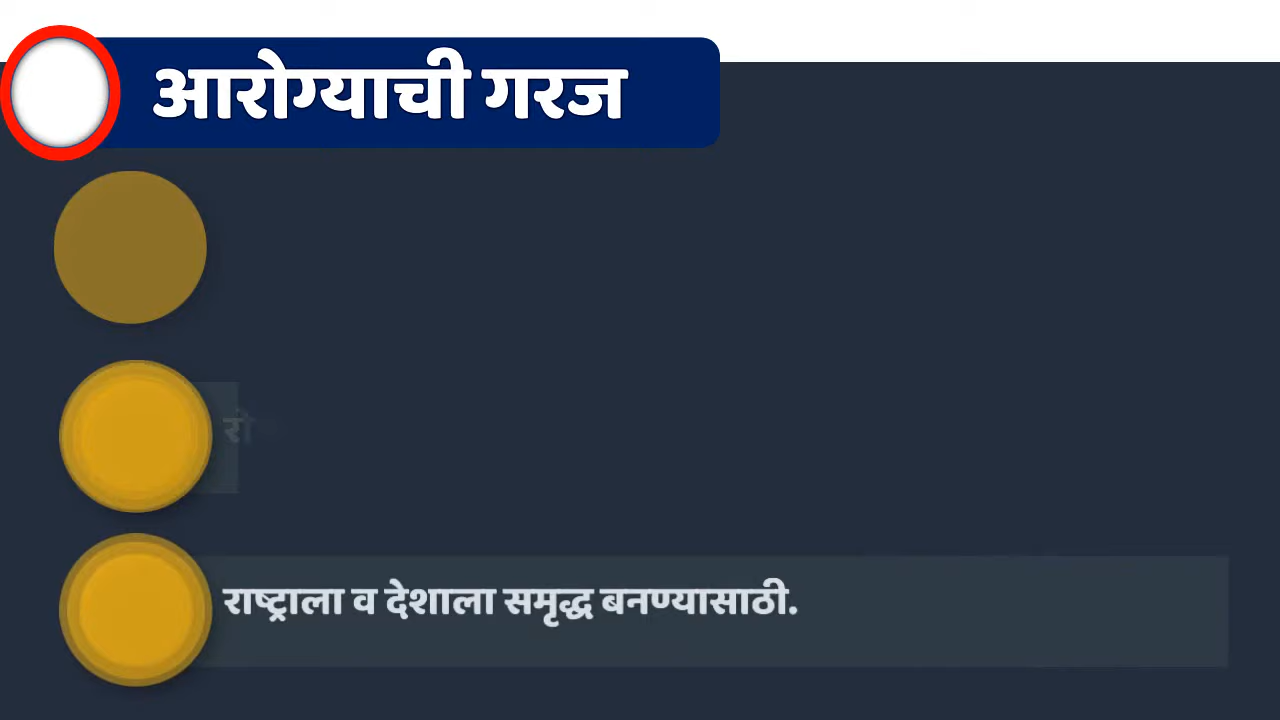 आरोग्याची गरज
राष्ट्राला व देशाला समृद्ध बनण्यासाठी.